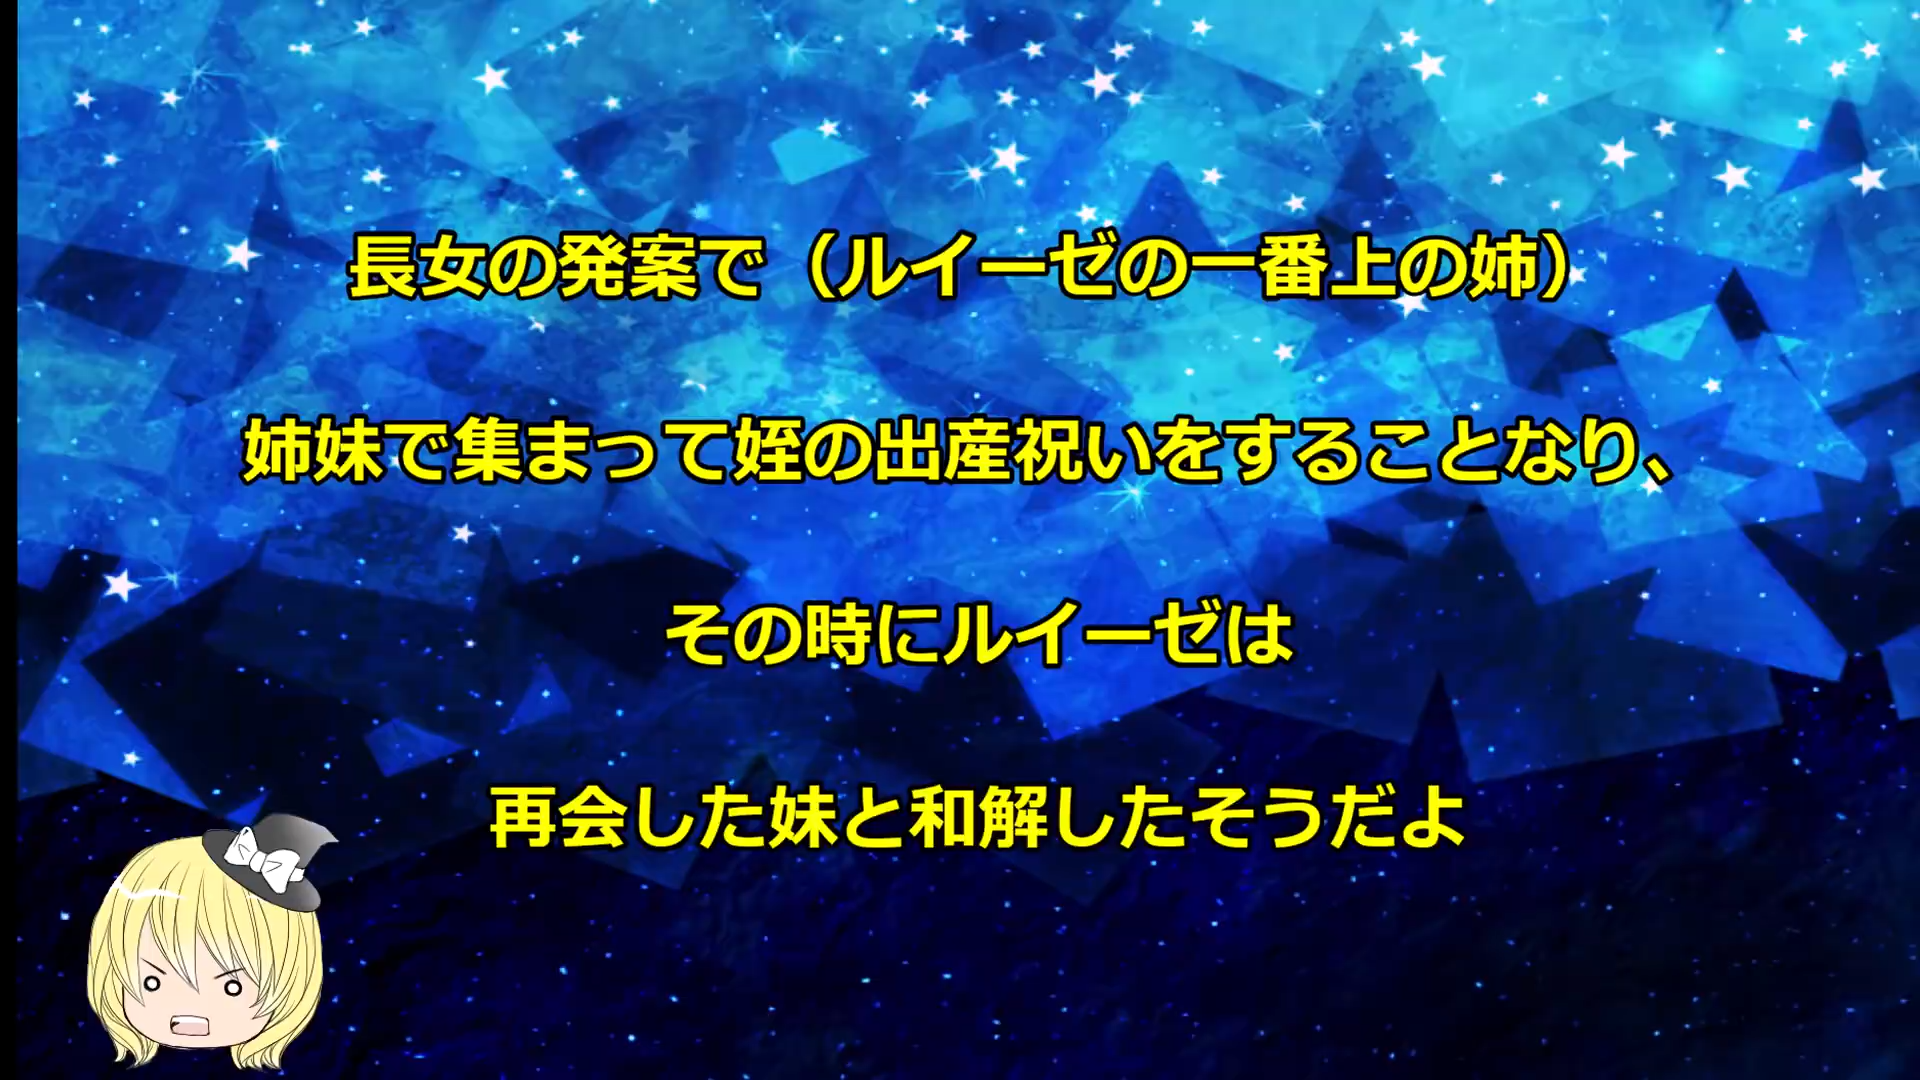 長女の発案で（ルイーゼの一番上の姉）
姉妹で集まって姪の出産祝いをすることなり、
その時にルイーゼは
再会した妹と和解したそうだよ